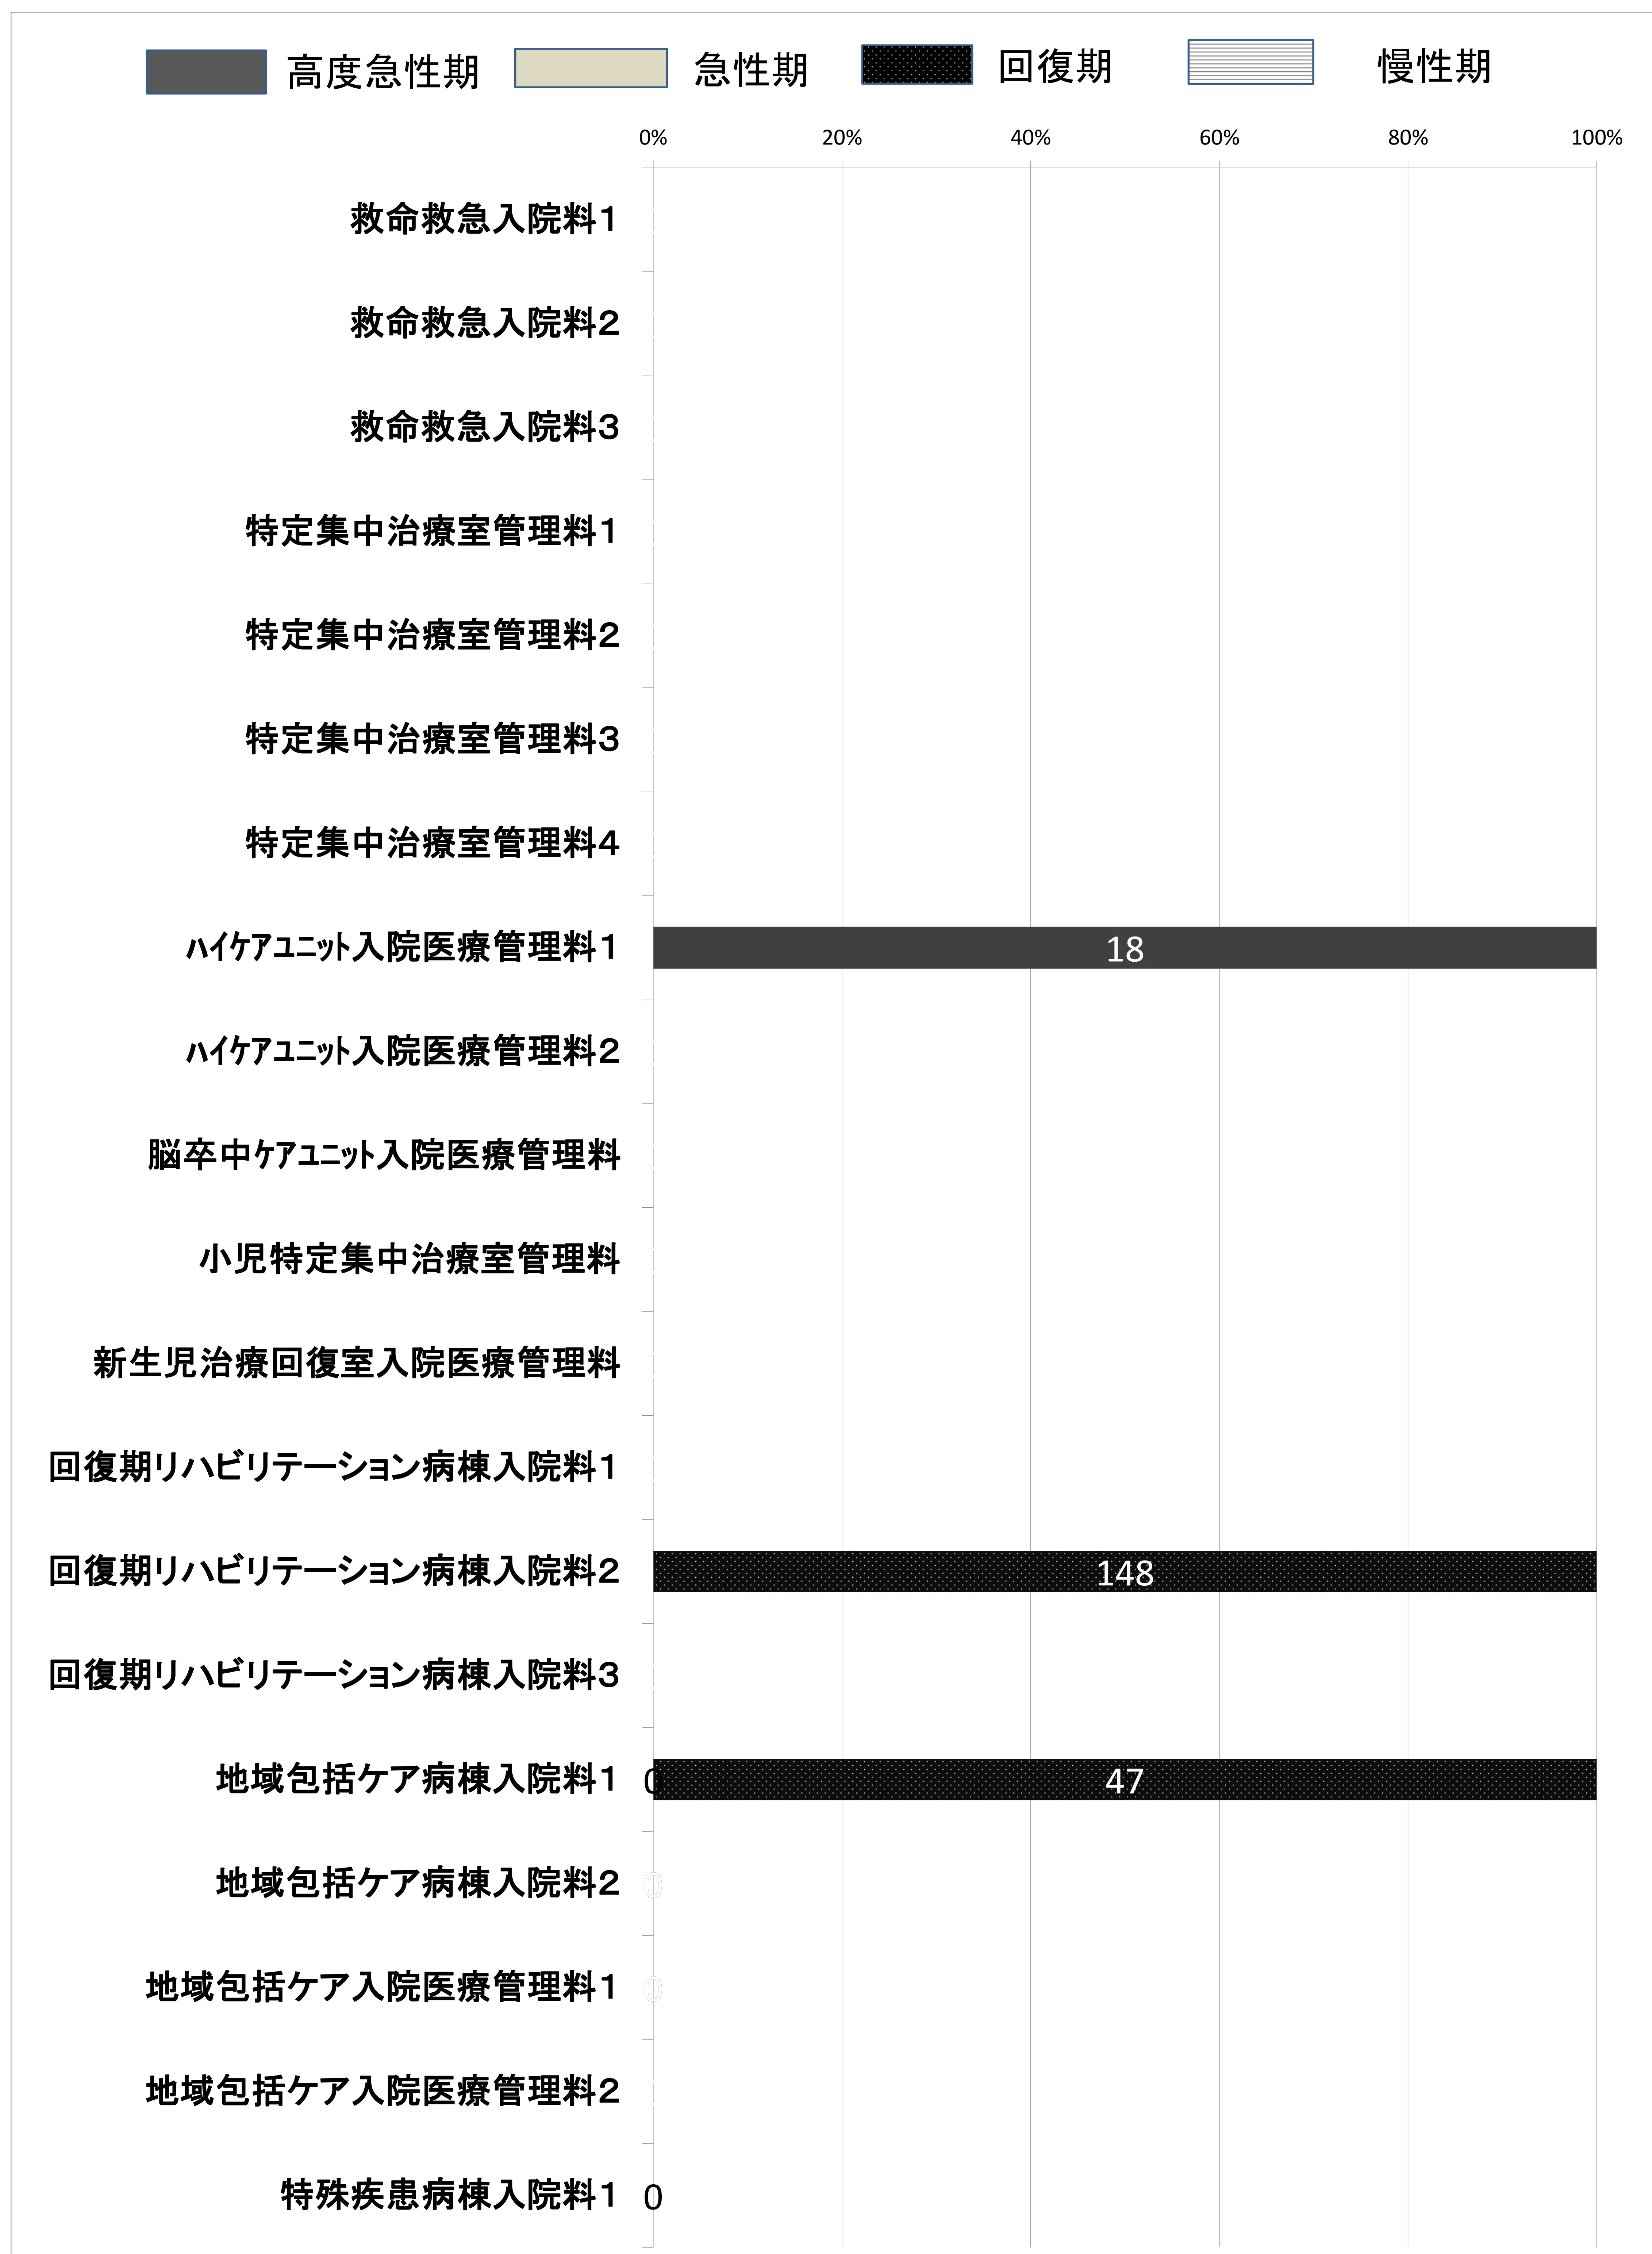 高度急性期 急性期 回復期 慢性期
0% 20% 40% 60% 80% 100%
救命救急入院料１
救命救急入院料２
救命救急入院料３
特定集中治療室管理料１
特定集中治療室管理料２
特定集中治療室管理料３
特定集中治療室管理料４
ﾊｲｹｱﾕﾆｯﾄ入院医療管理料１ 18
ﾊｲｹｱﾕﾆｯﾄ入院医療管理料２
脳卒中ｹｱﾕﾆｯﾄ入院医療管理料
小児特定集中治療室管理料
新生児治療回復室入院医療管理料
回復期リハビリテーション病棟入院料１
回復期リハビリテーション病棟入院料２ 148
回復期リハビリテーション病棟入院料３
地域包括ケア病棟入院料１ 0 47
地域包括ケア病棟入院料２ 0
地域包括ケア入院医療管理料１ 0
地域包括ケア入院医療管理料２
特殊疾患病棟入院料１ 0